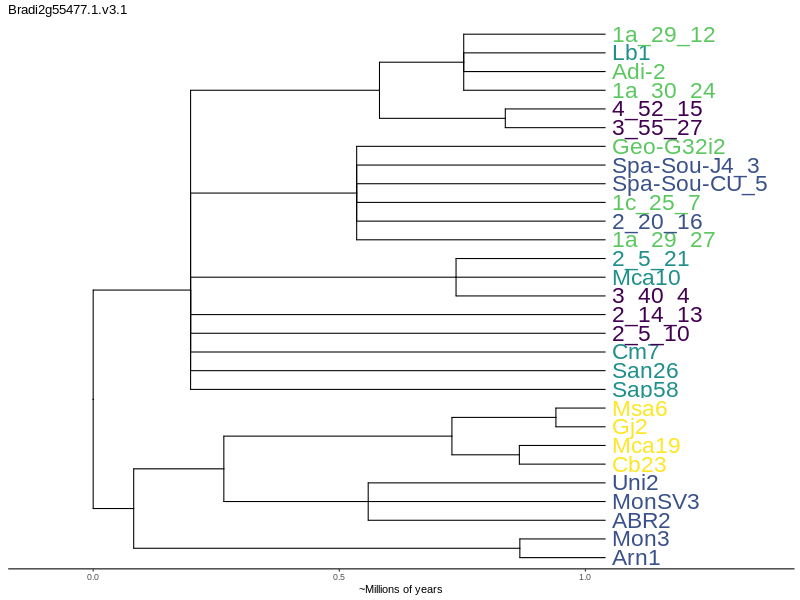 Bradi2g55477.1.v3.1
1a_29_12
Lb1
Adi-2
1a_30_24
4_52_15
3_55_27
Geo-G32i2
Spa-Sou-J4_3
Spa-Sou-CU_5
1c_25_7
2_20_16
1a_29_27
2_5_21
Mca10
3_40_4
2_14_13
2_5_10
Cm7
San26
Sap58
Msa6
Gj2
Mca19
Cb23
Uni2
MonSV3
ABR2
Mon3
Arn1
0.0 0.5 1.0
~Millions of years